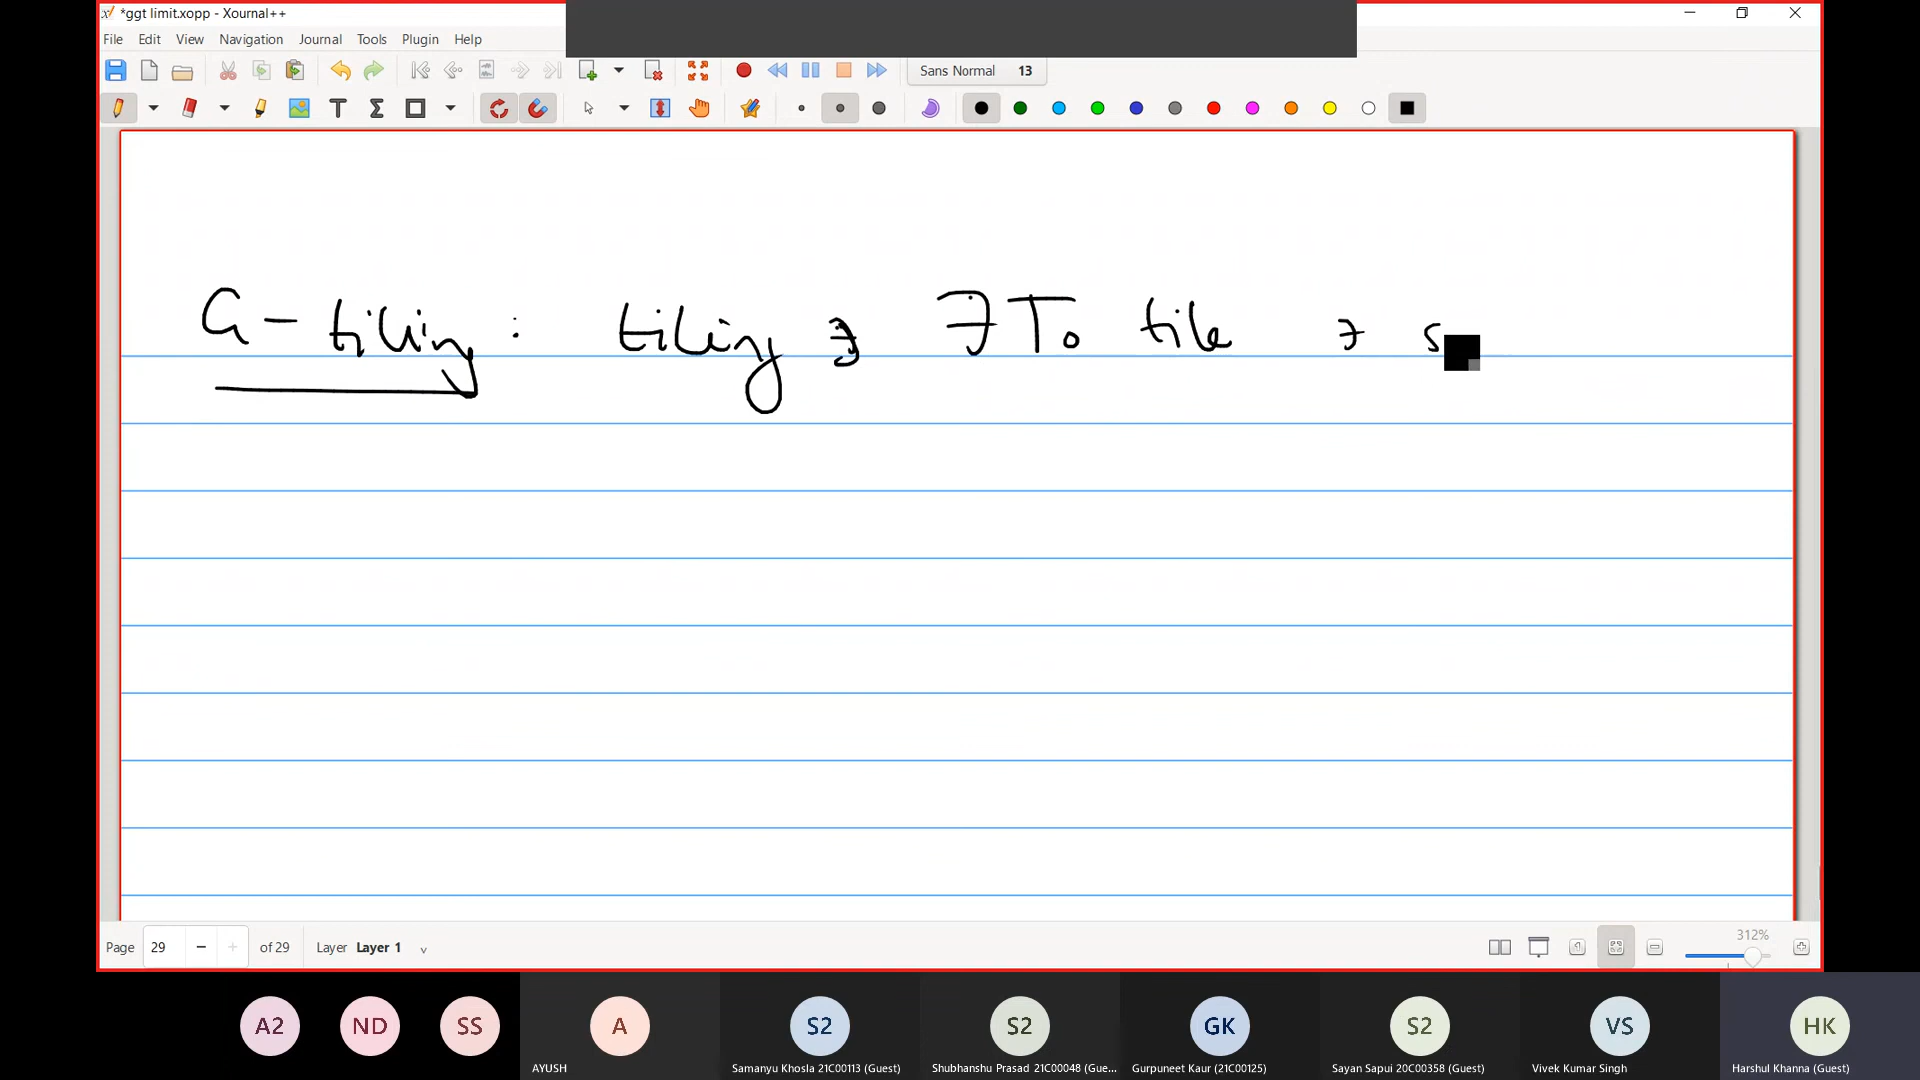 *ggt limit.xopp - Xournal++
File Edit View Navigation Journal Tools Plugin Help
Sans Normal 13
G - tiling : tiling ∋ ∃ T₀ tile ∋ s
Page 29 of 29 Layer Layer 1 312%
A2 ND SS A S2 S2 GK S2 VS HK
AYUSH Samanyu Khosla 21C00113 (Guest) Shubhanshu Prasad 21C00048 (Gue... Gurpuneet Kaur (21C00125) Sayan Sapui 20C00358 (Guest) Vivek Kumar Singh Harshul Khanna (Guest)